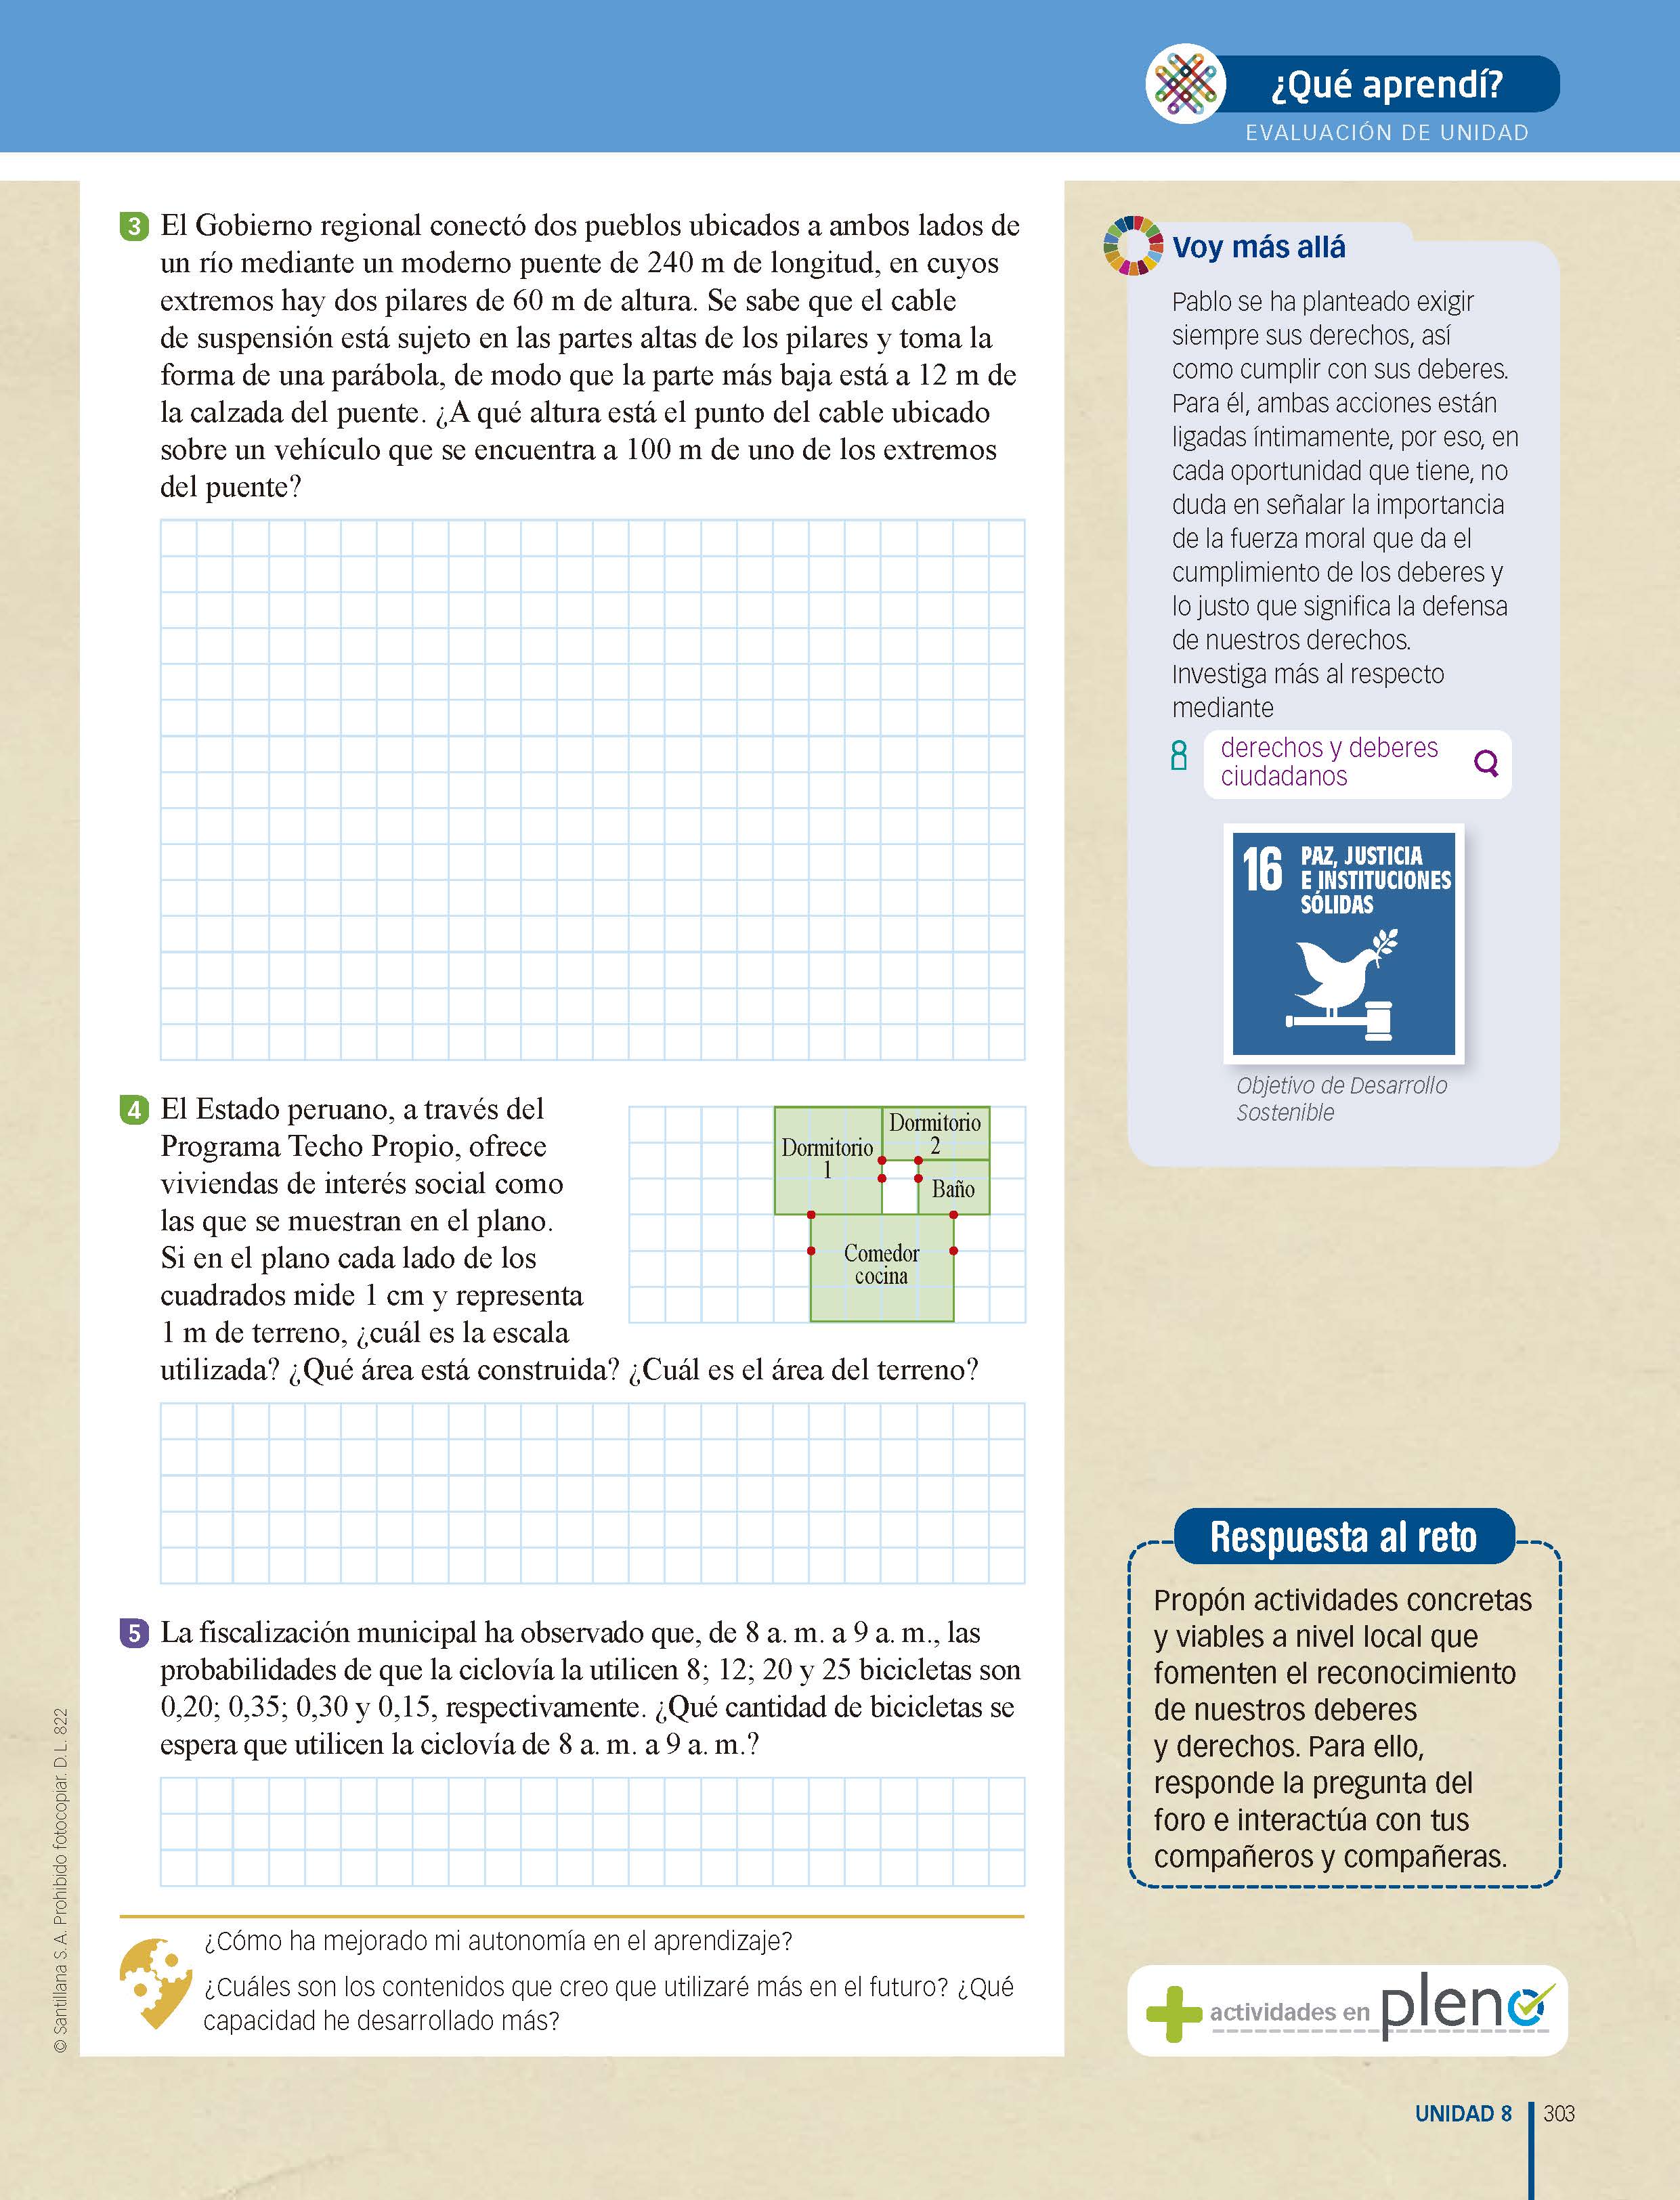 ¿Qué aprendí?
EVALUACIÓN DE UNIDAD
3 El Gobierno regional conectó dos pueblos ubicados a ambos lados de
un río mediante un moderno puente de 240 m de longitud, en cuyos
extremos hay dos pilares de 60 m de altura. Se sabe que el cable
de suspensión está sujeto en las partes altas de los pilares y toma la
forma de una parábola, de modo que la parte más baja está a 12 m de
la calzada del puente. ¿A qué altura está el punto del cable ubicado
sobre un vehículo que se encuentra a 100 m de uno de los extremos
del puente?
4 El Estado peruano, a través del
Programa Techo Propio, ofrece
viviendas de interés social como
las que se muestran en el plano.
Si en el plano cada lado de los
cuadrados mide 1 cm y representa
1 m de terreno, ¿cuál es la escala
utilizada? ¿Qué área está construida? ¿Cuál es el área del terreno?
Dormitorio
1
Dormitorio
2
Baño
Comedor
cocina
5 La fiscalización municipal ha observado que, de 8 a. m. a 9 a. m., las
probabilidades de que la ciclovía la utilicen 8; 12; 20 y 25 bicicletas son
0,20; 0,35; 0,30 y 0,15, respectivamente. ¿Qué cantidad de bicicletas se
espera que utilicen la ciclovía de 8 a. m. a 9 a. m.?
¿Cómo ha mejorado mi autonomía en el aprendizaje?
¿Cuáles son los contenidos que creo que utilizaré más en el futuro? ¿Qué
capacidad he desarrollado más?
Voy más allá
Pablo se ha planteado exigir
siempre sus derechos, así
como cumplir con sus deberes.
Para él, ambas acciones están
ligadas íntimamente, por eso, en
cada oportunidad que tiene, no
duda en señalar la importancia
de la fuerza moral que da el
cumplimiento de los deberes y
lo justo que significa la defensa
de nuestros derechos.
Investiga más al respecto
mediante
derechos y deberes
ciudadanos
16 PAZ, JUSTICIA
E INSTITUCIONES
SÓLIDAS
Objetivo de Desarrollo
Sostenible
Respuesta al reto
Propón actividades concretas
y viables a nivel local que
fomenten el reconocimiento
de nuestros deberes
y derechos. Para ello,
responde la pregunta del
foro e interactúa con tus
compañeros y compañeras.
actividades en pleno
© Santillana S. A. Prohibido fotocopiar. D. L. 822
UNIDAD 8 303